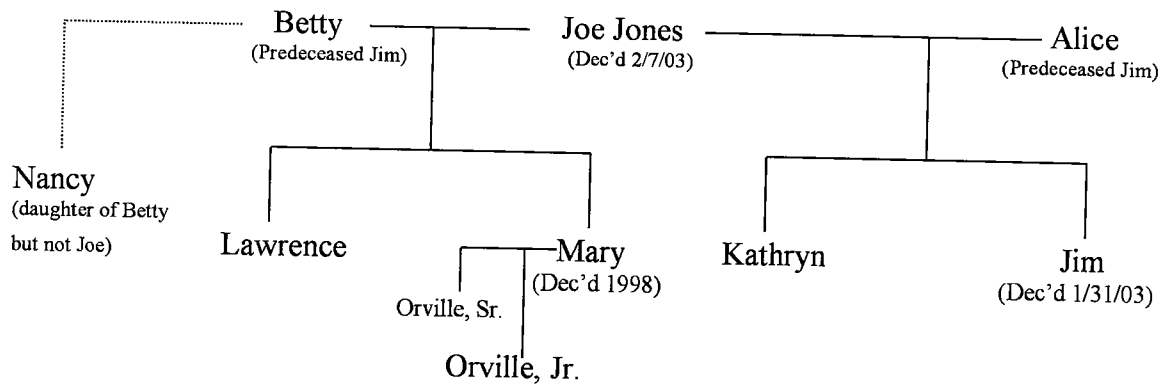 Betty
(Predeceased Jim)
Joe Jones
(Dec'd 2/7/03)
Alice
(Predeceased Jim)
Nancy
(daughter of Betty
but not Joe)
Lawrence
Mary
(Dec'd 1998)
Kathryn
Jim
(Dec'd 1/31/03)
Orville, Sr.
Orville, Jr.